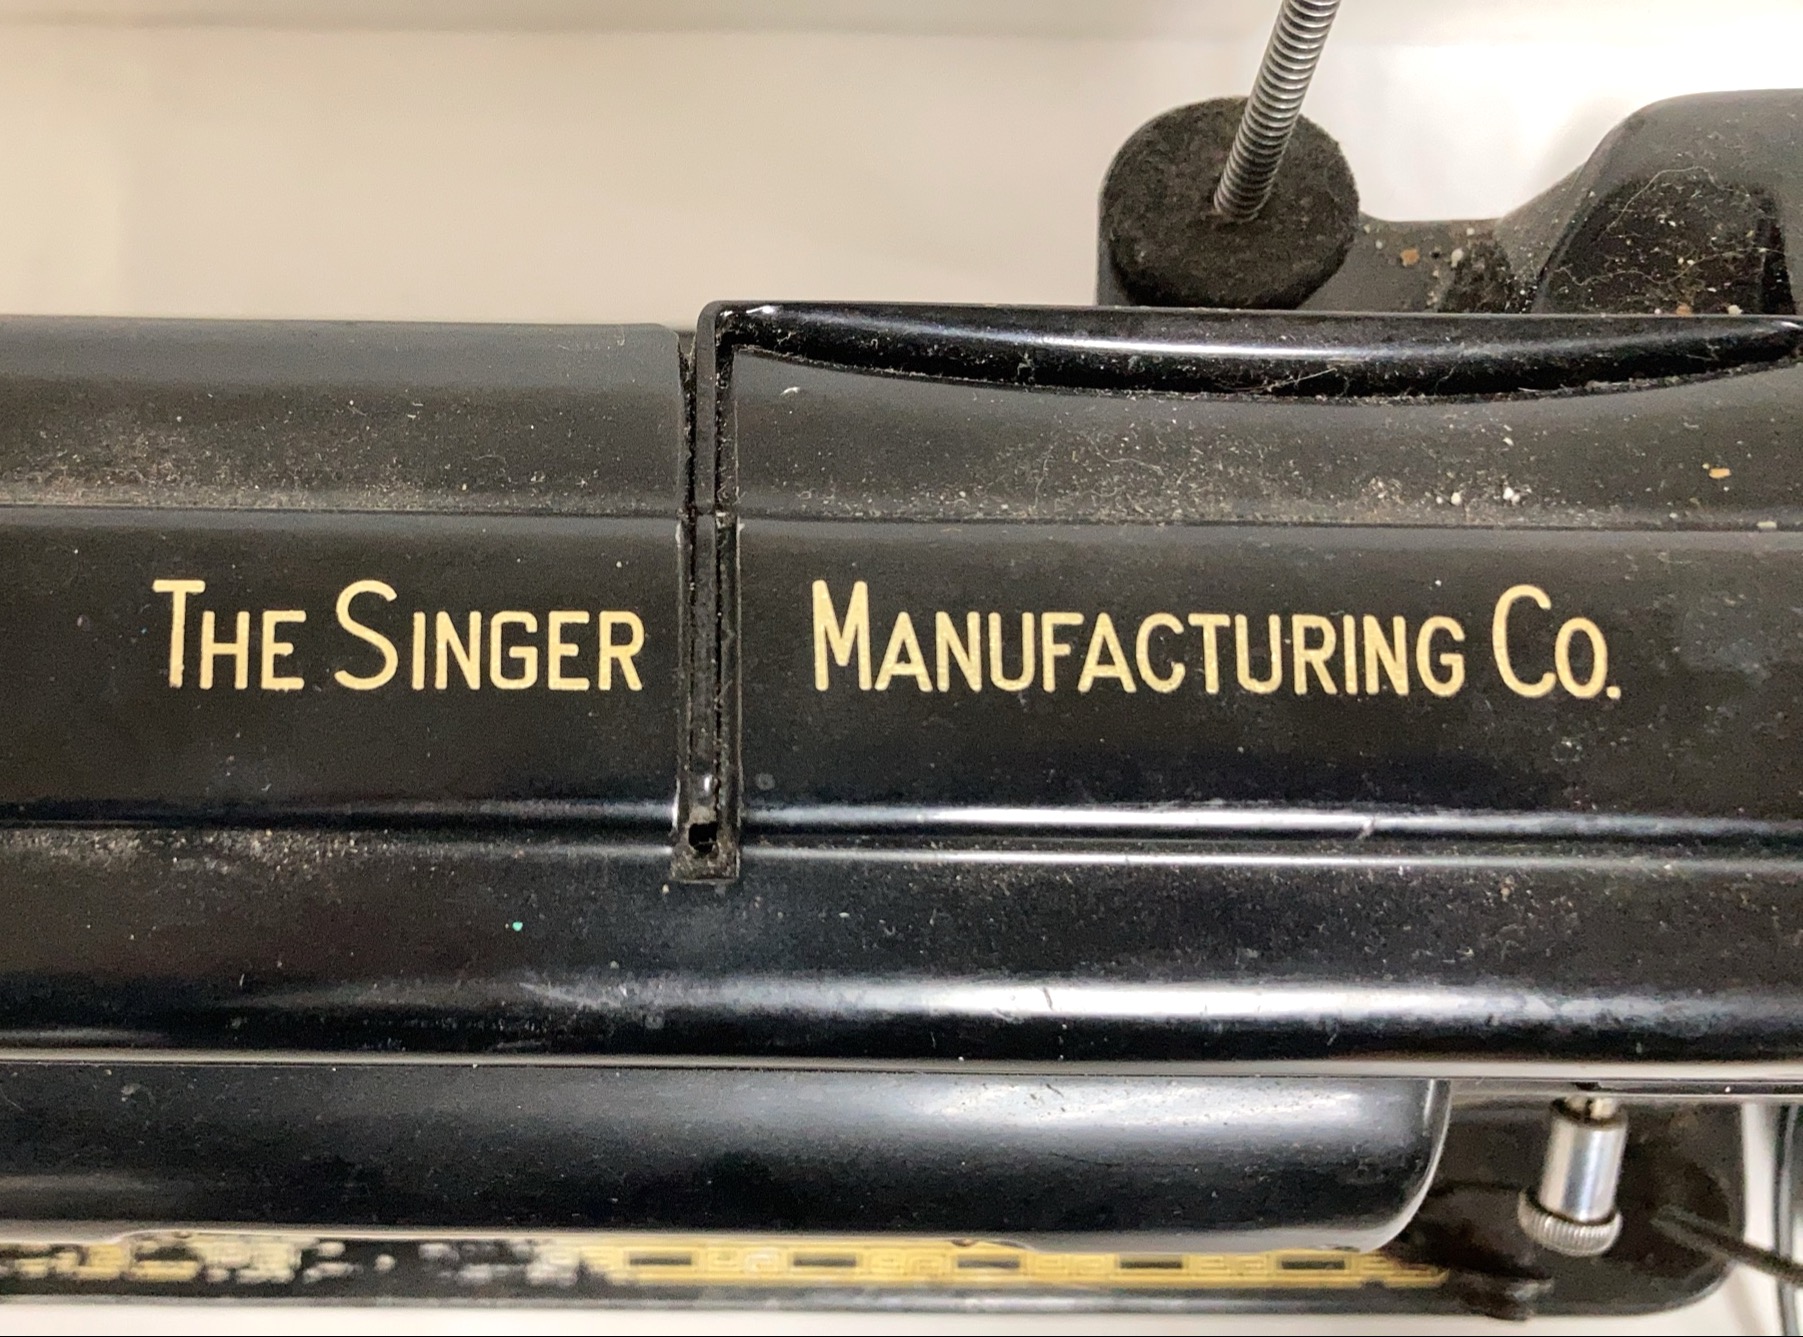 THE SINGER MANUFACTURING CO.